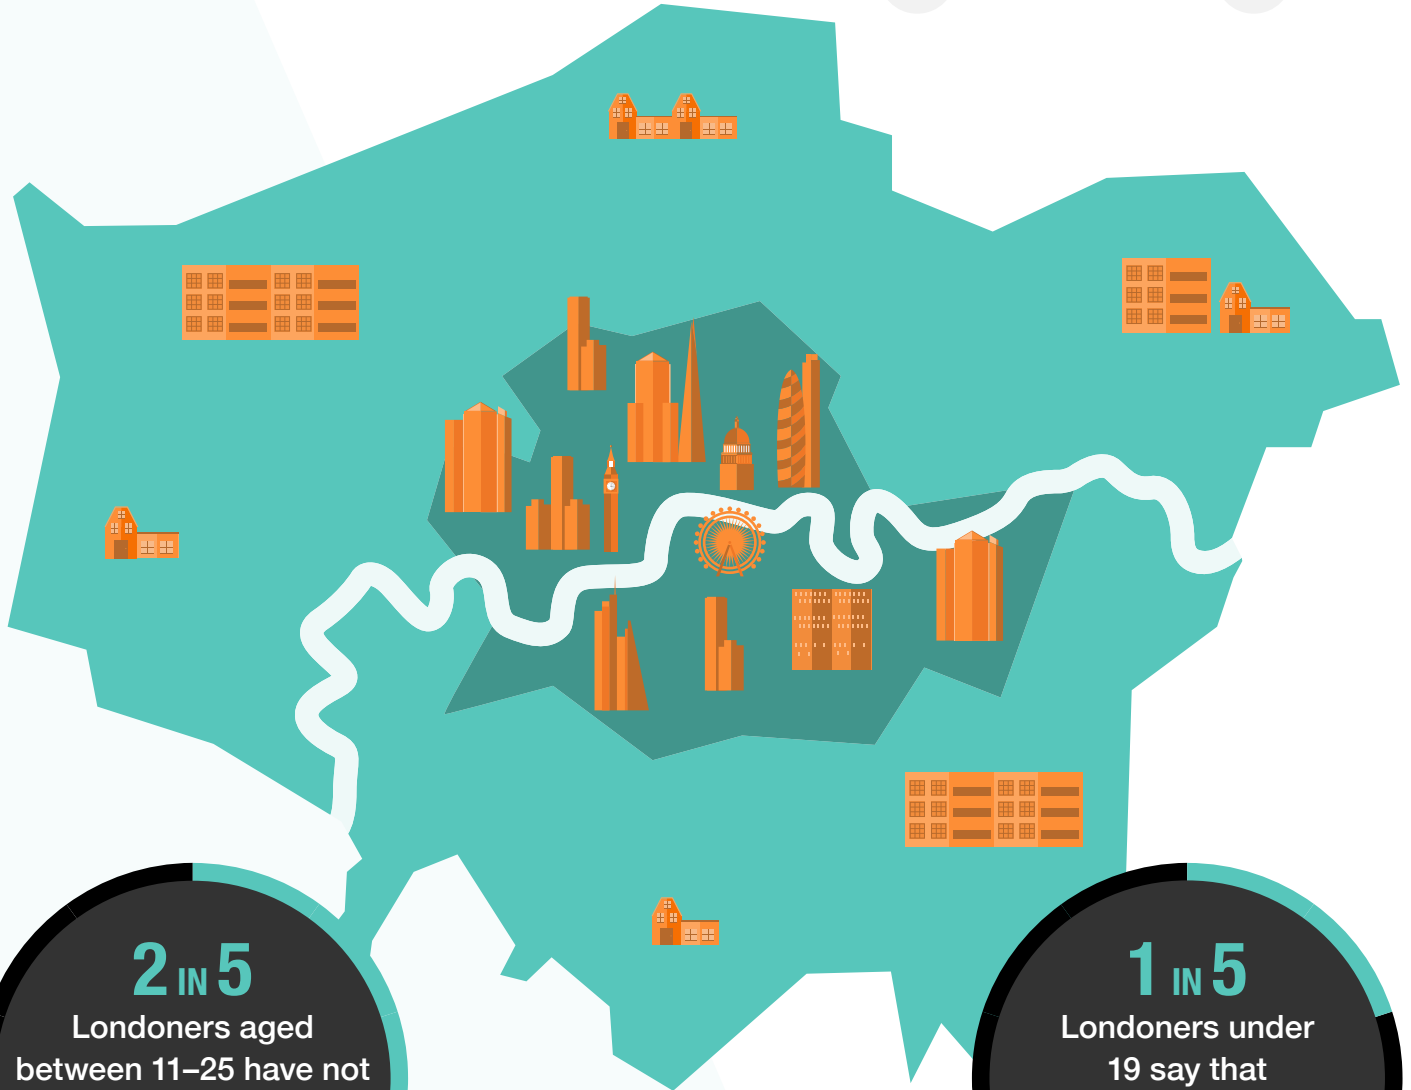 2 IN 5
Londoners aged
between 11–25 have not
1 IN 5
Londoners under
19 say that